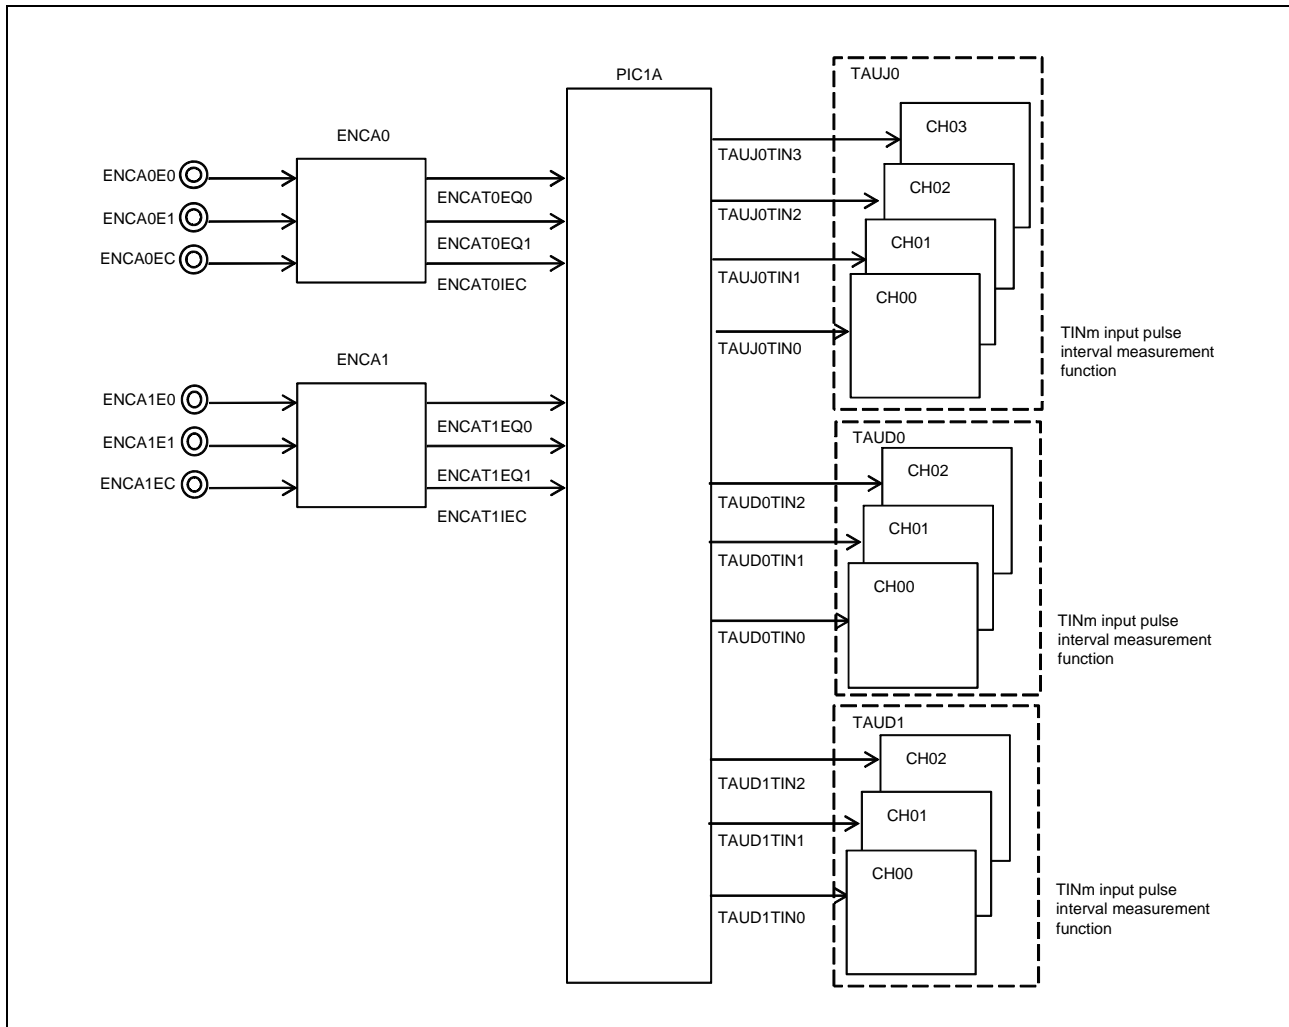 PIC1A
TAUJ0
ENCA0
CH03
TAUJ0TIN3
ENCA0E0
ENCAT0EQ0
CH02
ENCA0E1
TAUJ0TIN2
ENCAT0EQ1
CH01
ENCA0EC
ENCAT0IEC
TAUJ0TIN1
CH00
TAUJ0TIN0
TINm input pulse
interval measurement
function
ENCA1
ENCA1E0
ENCAT1EQ0
TAUD0
ENCA1E1
CH02
ENCAT1EQ1
ENCA1EC
TAUD0TIN2
ENCAT1IEC
CH01
TAUD0TIN1
CH00
TAUD0TIN0
TINm input pulse
interval measurement
function
TAUD1
CH02
TAUD1TIN2
CH01
TAUD1TIN1
CH00
TAUD1TIN0
TINm input pulse
interval measurement
function